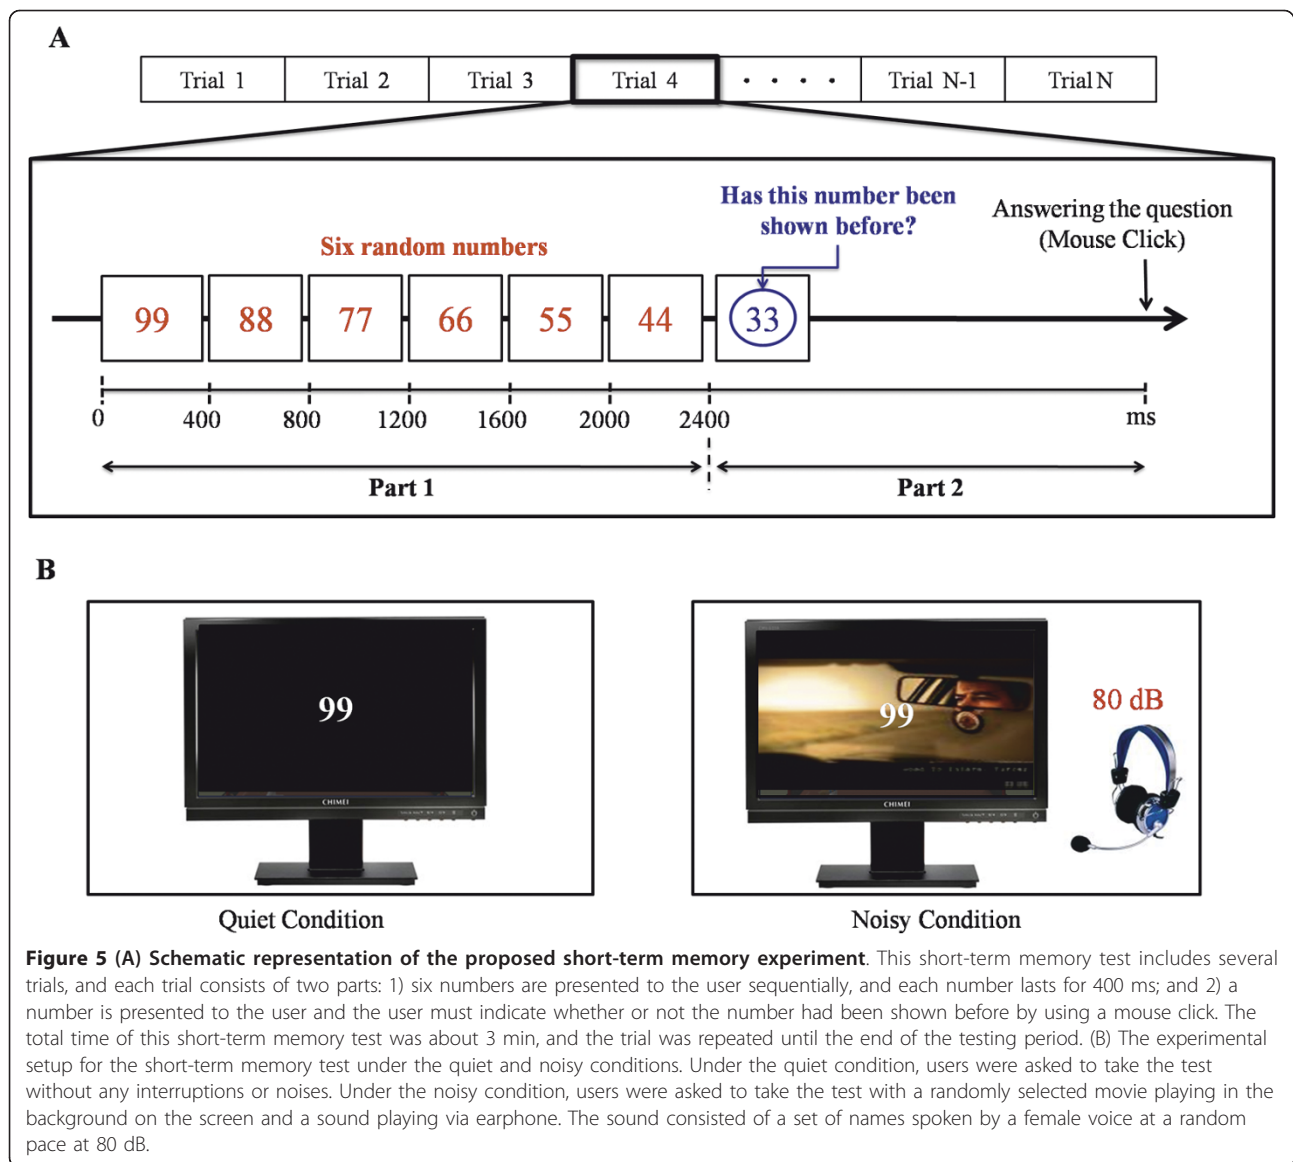 A
Trial 1 Trial 2 Trial 3 Trial 4 . . . . Trial N-1 Trial N
Has this number been
shown before?
Answering the question
(Mouse Click)
Six random numbers
99 88 77 66 55 44 33
0 400 800 1200 1600 2000 2400 ms
Part 1 Part 2
B
99
CHIMEI
99
CHIMEI
80 dB
Quiet Condition Noisy Condition
Figure 5 (A) Schematic representation of the proposed short-term memory experiment. This short-term memory test includes several
trials, and each trial consists of two parts: 1) six numbers are presented to the user sequentially, and each number lasts for 400 ms; and 2) a
number is presented to the user and the user must indicate whether or not the number had been shown before by using a mouse click. The
total time of this short-term memory test was about 3 min, and the trial was repeated until the end of the testing period. (B) The experimental
setup for the short-term memory test under the quiet and noisy conditions. Under the quiet condition, users were asked to take the test
without any interruptions or noises. Under the noisy condition, users were asked to take the test with a randomly selected movie playing in the
background on the screen and a sound playing via earphone. The sound consisted of a set of names spoken by a female voice at a random
pace at 80 dB.